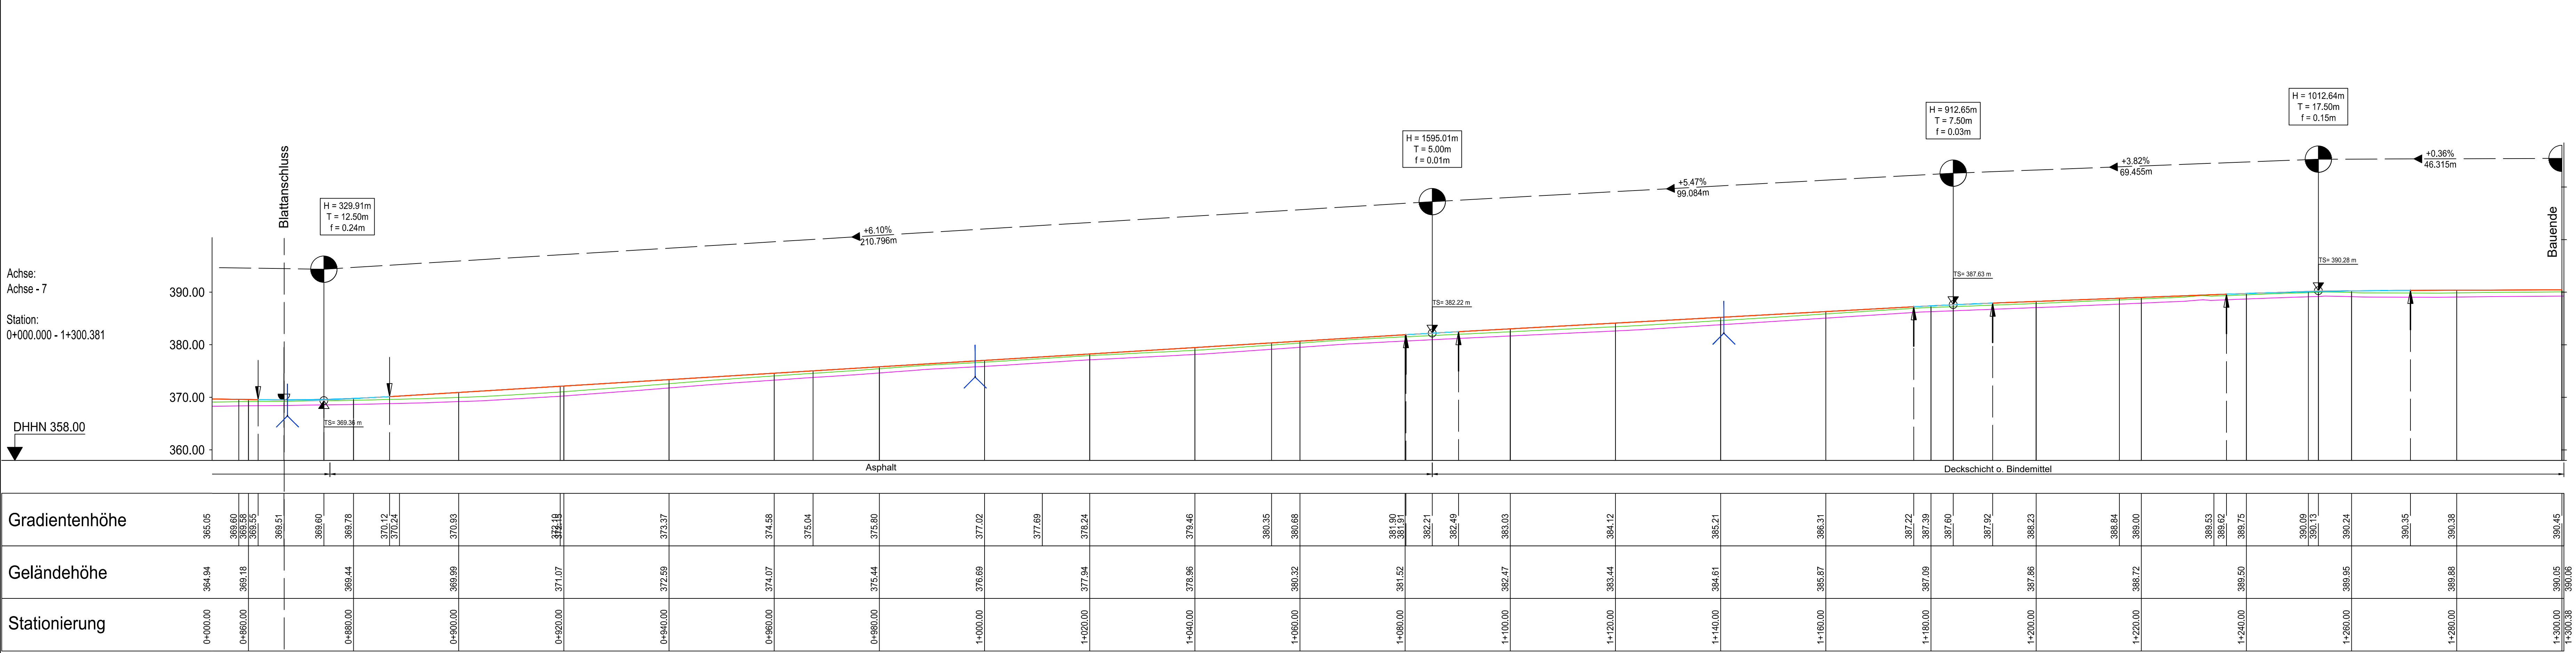 H = 1012.64m
T = 17.50m
f = 0.15m
H = 912.65m
T = 7.50m
f = 0.03m
H = 1595.01m
T = 5.00m
f = 0.01m
H = 329.91m
T = 12.50m
f = 0.24m
Blattanschluss
Bauende
+6.10%
210.796m
+5.47%
99.084m
+3.82%
69.455m
+0.36%
46.315m
Achse:
Achse - 7
Station:
0+000.000 - 1+300.381
390.00
380.00
370.00
360.00
DHHN 358.00
TS= 369.36 m
TS= 382.22 m
TS= 387.63 m
TS= 390.28 m
Asphalt
Deckschicht o. Bindemittel
Gradientenhöhe
365.05 369.60 369.58 369.55 369.51 369.60 369.78 370.12 370.24 370.93 372.15 373.37 374.58 375.04 375.80 377.02 377.69 378.24 379.46 380.35 380.68 381.90 381.91 382.21 382.49 383.03 384.12 385.21 386.31 387.22 387.39 387.60 387.92 388.23 388.84 389.00 389.53 389.62 389.75 390.09 390.13 390.24 390.35 390.38 390.45
Geländehöhe
364.94 369.18 369.44 369.99 371.07 372.59 374.07 375.44 376.69 377.94 378.96 380.32 381.52 382.47 383.44 384.61 385.87 387.09 387.86 388.72 389.50 389.95 389.88 390.05 390.06
Stationierung
0+000.00 0+860.00 0+880.00 0+900.00 0+920.00 0+940.00 0+960.00 0+980.00 1+000.00 1+020.00 1+040.00 1+060.00 1+080.00 1+100.00 1+120.00 1+140.00 1+160.00 1+180.00 1+200.00 1+220.00 1+240.00 1+260.00 1+280.00 1+300.00 1+300.38